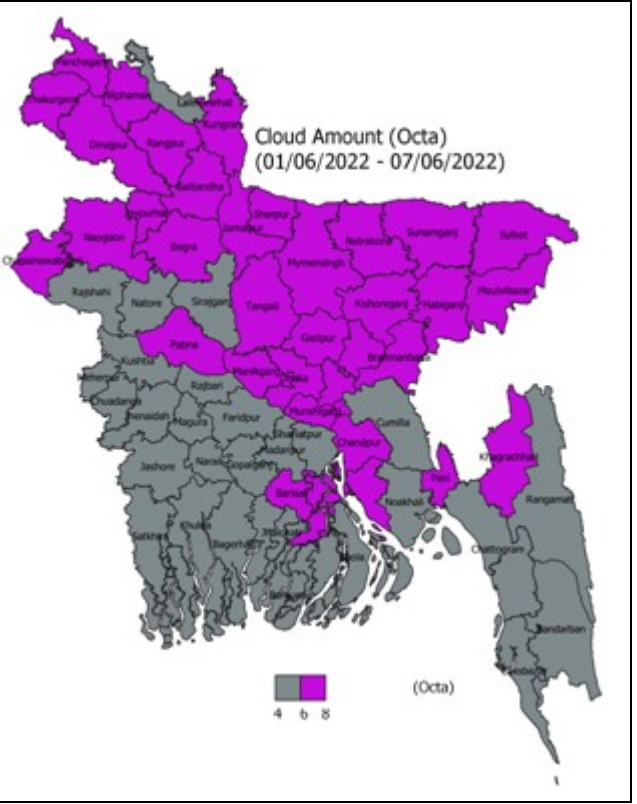 Panchagarh
Thakurgaon
Nilphamari
Lalmonirhat
Kurigram
Dinajpur
Rangpur
Cloud Amount (Octa)
(01/06/2022 - 07/06/2022)
Gaibandha
Joypurhat
Sherpur
Naogaon
Jamalpur
Netrakona
Sunamganj
Sylhet
Bogra
Chapainawabganj
Mymensingh
Rajshahi
Natore
Sirajganj
Tangail
Kishoreganj
Habiganj
Moulvibazar
Pabna
Gazipur
Brahmanbaria
Kushtia
Manikganj
Dhaka
Meherpur
Rajbari
Chuadanga
Munshiganj
Jhenaidah
Magura
Faridpur
Cumilla
Shariatpur
Chandpur
Madaripur
Khagrachhari
Jashore
Narail
Gopalganj
Feni
Barisal
Noakhali
Rangamati
Satkhira
Khulna
Bagerhat
Jhalokati
Chattogram
Bhola
Barguna
Bandarban
(Octa)
4 6 8